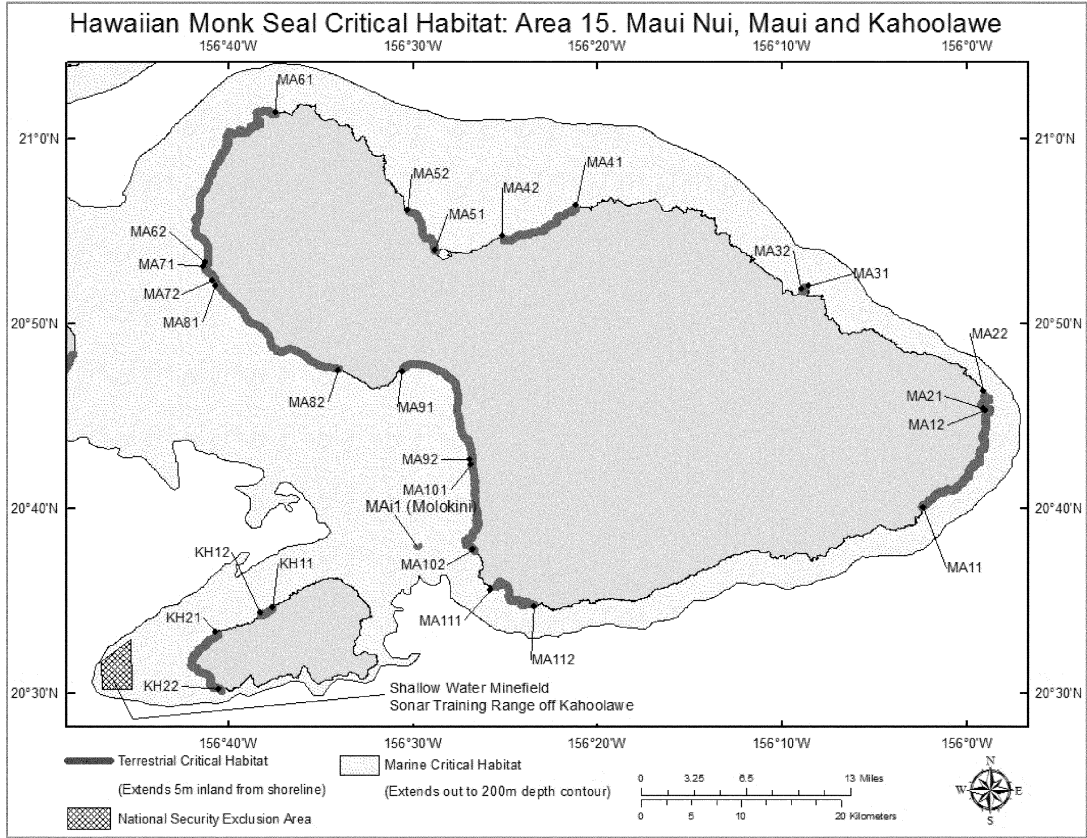 Hawaiian Monk Seal Critical Habitat: Area 15. Maui Nui, Maui and Kahoolawe
156°40'W 156°30'W 156°20'W 156°10'W 156°0'W
MA61
21°0'N 21°0'N
MA41
MA52
MA42
MA51
MA62
MA32
MA71
MA31
MA72
MA81
20°50'N 20°50'N
MA22
MA21
MA82
MA91
MA12
MA92
MA101
MAi1 (Molokini)
20°40'N 20°40'N
KH12
KH11
MA102
MA11
KH21
MA111
MA112
KH22
20°30'N 20°30'N
Shallow Water Minefield
Sonar Training Range off Kahoolawe
156°40'W 156°30'W 156°20'W 156°10'W 156°0'W
Terrestrial Critical Habitat
(Extends 5m inland from shoreline)
National Security Exclusion Area
Marine Critical Habitat
(Extends out to 200m depth contour)
0 3.25 6.5 13 Miles
0 5 10 20 Kilometers
N
W E
S